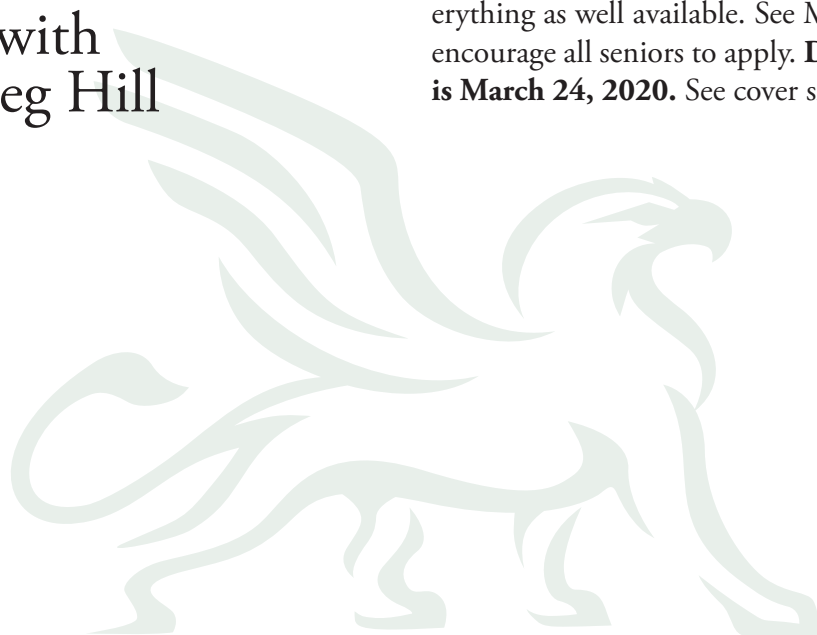 with
eg Hill
erything as well available. See M
encourage all seniors to apply. D
is March 24, 2020. See cover s